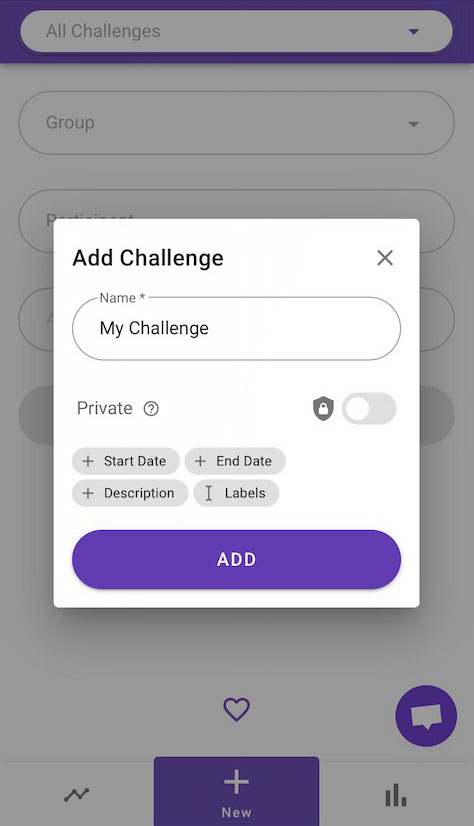 All Challenges
Group
Participant
Add Challenge
Name *
My Challenge
Private
Start Date
End Date
Description
Labels
ADD
New